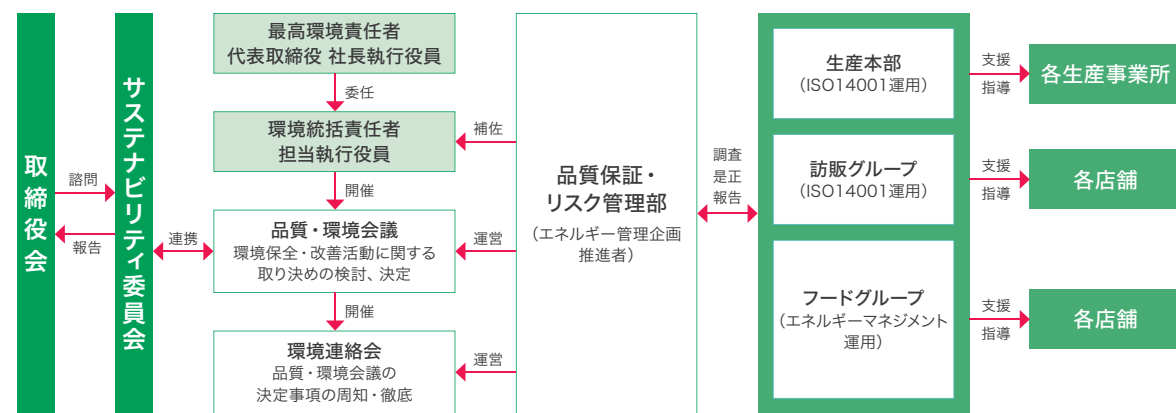 取締役会
諮問
報告
サステナビリティ委員会
連携
最高環境責任者
代表取締役 社長執行役員
委任
環境統括責任者
担当執行役員
開催
品質・環境会議
環境保全・改善活動に関する
取り決めの検討、決定
開催
環境連絡会
品質・環境会議の
決定事項の周知・徹底
補佐
運営
運営
品質保証・
リスク管理部
（エネルギー管理企画
推進者）
調査
是正
報告
生産本部
（ISO14001運用）
支援
指導
各生産事業所
訪販グループ
（ISO14001運用）
支援
指導
各店舗
フードグループ
（エネルギーマネジメント
運用）
支援
指導
各店舗